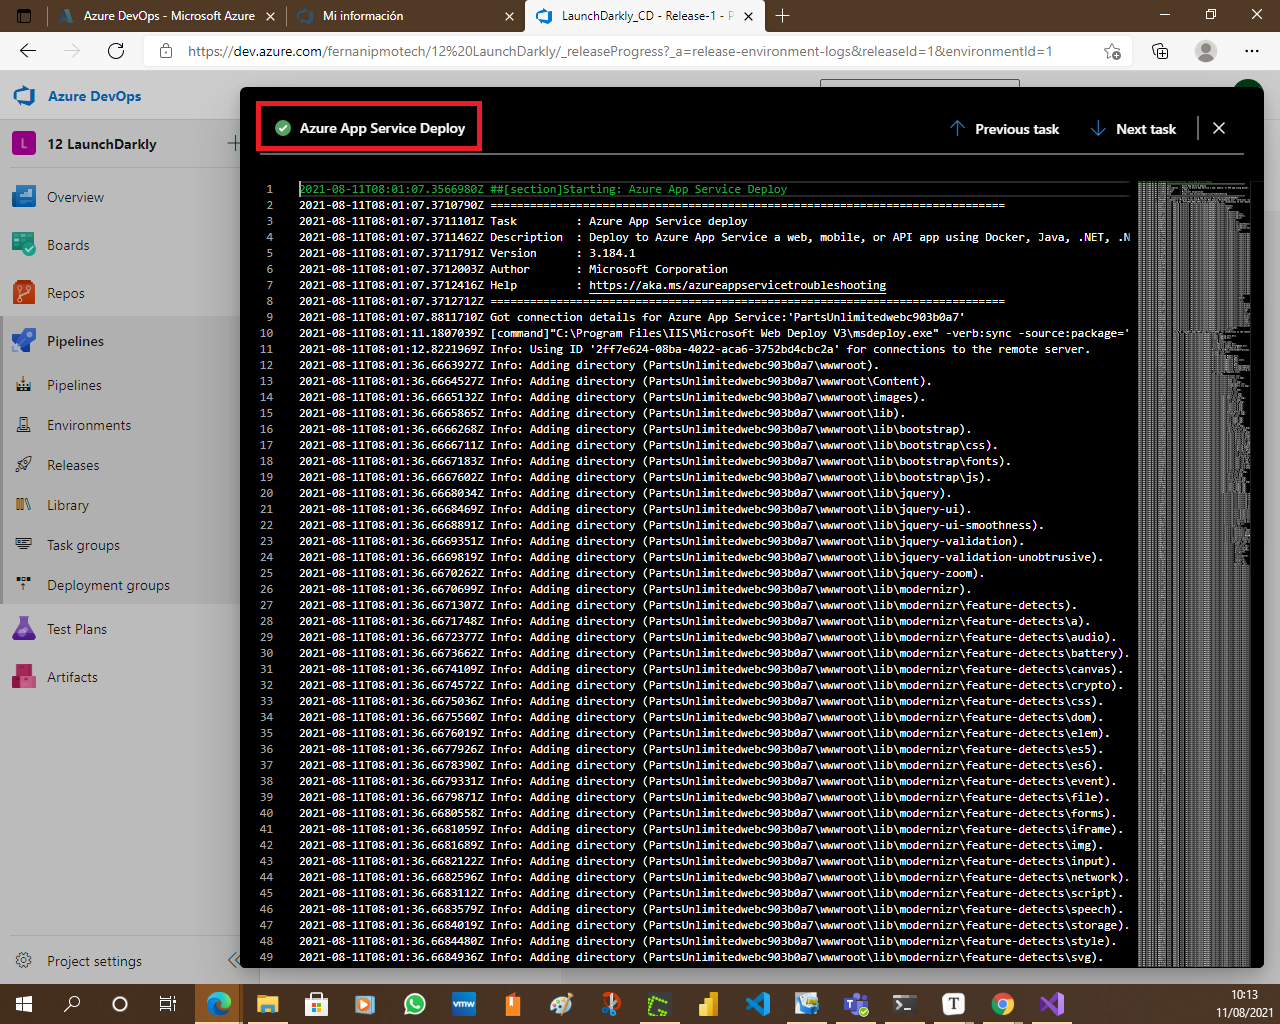 Azure DevOps - Microsoft Azure
Mi información
LaunchDarkly_CD - Release-1 - P
https://dev.azure.com/fernanipmotech/12%20LaunchDarkly/_releaseProgress?_a=release-environment-logs&releaseId=1&environmentId=1
Azure DevOps
L
12 LaunchDarkly
Overview
Boards
Repos
Pipelines
Pipelines
Environments
Releases
Library
Task groups
Deployment groups
Test Plans
Artifacts
Project settings
Azure App Service Deploy
Previous task
Next task
1 2021-08-11T08:01:07.3566980Z ##[section]Starting: Azure App Service Deploy
2 2021-08-11T08:01:07.3710790Z ==============================================================================
3 2021-08-11T08:01:07.3711101Z Task         : Azure App Service deploy
4 2021-08-11T08:01:07.3711462Z Description  : Deploy to Azure App Service a web, mobile, or API app using Docker, Java, .NET, .N
5 2021-08-11T08:01:07.3711791Z Version      : 3.184.1
6 2021-08-11T08:01:07.3712003Z Author       : Microsoft Corporation
7 2021-08-11T08:01:07.3712416Z Help         : https://aka.ms/azureappservicetroubleshooting
8 2021-08-11T08:01:07.3712712Z ==============================================================================
9 2021-08-11T08:01:07.8811710Z Got connection details for Azure App Service:'PartsUnlimitedwebc903b0a7'
10 2021-08-11T08:01:11.1807039Z [command]"C:\Program Files\IIS\Microsoft Web Deploy V3\msdeploy.exe" -verb:sync -source:package='
11 2021-08-11T08:01:12.8221969Z Info: Using ID '2ff7e624-08ba-4022-aca6-3752bd4cbc2a' for connections to the remote server.
12 2021-08-11T08:01:36.6663927Z Info: Adding directory (PartsUnlimitedwebc903b0a7\wwwroot).
13 2021-08-11T08:01:36.6664527Z Info: Adding directory (PartsUnlimitedwebc903b0a7\wwwroot\Content).
14 2021-08-11T08:01:36.6665132Z Info: Adding directory (PartsUnlimitedwebc903b0a7\wwwroot\images).
15 2021-08-11T08:01:36.6665865Z Info: Adding directory (PartsUnlimitedwebc903b0a7\wwwroot\lib).
16 2021-08-11T08:01:36.6666268Z Info: Adding directory (PartsUnlimitedwebc903b0a7\wwwroot\lib\bootstrap).
17 2021-08-11T08:01:36.6666711Z Info: Adding directory (PartsUnlimitedwebc903b0a7\wwwroot\lib\bootstrap\css).
18 2021-08-11T08:01:36.6667183Z Info: Adding directory (PartsUnlimitedwebc903b0a7\wwwroot\lib\bootstrap\fonts).
19 2021-08-11T08:01:36.6667602Z Info: Adding directory (PartsUnlimitedwebc903b0a7\wwwroot\lib\bootstrap\js).
20 2021-08-11T08:01:36.6668034Z Info: Adding directory (PartsUnlimitedwebc903b0a7\wwwroot\lib\jquery).
21 2021-08-11T08:01:36.6668469Z Info: Adding directory (PartsUnlimitedwebc903b0a7\wwwroot\lib\jquery-ui).
22 2021-08-11T08:01:36.6668891Z Info: Adding directory (PartsUnlimitedwebc903b0a7\wwwroot\lib\jquery-ui-smoothness).
23 2021-08-11T08:01:36.6669351Z Info: Adding directory (PartsUnlimitedwebc903b0a7\wwwroot\lib\jquery-validation).
24 2021-08-11T08:01:36.6669819Z Info: Adding directory (PartsUnlimitedwebc903b0a7\wwwroot\lib\jquery-validation-unobtrusive).
25 2021-08-11T08:01:36.6670262Z Info: Adding directory (PartsUnlimitedwebc903b0a7\wwwroot\lib\jquery-zoom).
26 2021-08-11T08:01:36.6670699Z Info: Adding directory (PartsUnlimitedwebc903b0a7\wwwroot\lib\modernizr).
27 2021-08-11T08:01:36.6671307Z Info: Adding directory (PartsUnlimitedwebc903b0a7\wwwroot\lib\modernizr\feature-detects).
28 2021-08-11T08:01:36.6671748Z Info: Adding directory (PartsUnlimitedwebc903b0a7\wwwroot\lib\modernizr\feature-detects\a).
29 2021-08-11T08:01:36.6672377Z Info: Adding directory (PartsUnlimitedwebc903b0a7\wwwroot\lib\modernizr\feature-detects\audio).
30 2021-08-11T08:01:36.6673662Z Info: Adding directory (PartsUnlimitedwebc903b0a7\wwwroot\lib\modernizr\feature-detects\battery).
31 2021-08-11T08:01:36.6674109Z Info: Adding directory (PartsUnlimitedwebc903b0a7\wwwroot\lib\modernizr\feature-detects\canvas).
32 2021-08-11T08:01:36.6674572Z Info: Adding directory (PartsUnlimitedwebc903b0a7\wwwroot\lib\modernizr\feature-detects\crypto).
33 2021-08-11T08:01:36.6675036Z Info: Adding directory (PartsUnlimitedwebc903b0a7\wwwroot\lib\modernizr\feature-detects\css).
34 2021-08-11T08:01:36.6675560Z Info: Adding directory (PartsUnlimitedwebc903b0a7\wwwroot\lib\modernizr\feature-detects\dom).
35 2021-08-11T08:01:36.6676019Z Info: Adding directory (PartsUnlimitedwebc903b0a7\wwwroot\lib\modernizr\feature-detects\elem).
36 2021-08-11T08:01:36.6677926Z Info: Adding directory (PartsUnlimitedwebc903b0a7\wwwroot\lib\modernizr\feature-detects\es5).
37 2021-08-11T08:01:36.6678390Z Info: Adding directory (PartsUnlimitedwebc903b0a7\wwwroot\lib\modernizr\feature-detects\es6).
38 2021-08-11T08:01:36.6679331Z Info: Adding directory (PartsUnlimitedwebc903b0a7\wwwroot\lib\modernizr\feature-detects\event).
39 2021-08-11T08:01:36.6679871Z Info: Adding directory (PartsUnlimitedwebc903b0a7\wwwroot\lib\modernizr\feature-detects\file).
40 2021-08-11T08:01:36.6680558Z Info: Adding directory (PartsUnlimitedwebc903b0a7\wwwroot\lib\modernizr\feature-detects\forms).
41 2021-08-11T08:01:36.6681059Z Info: Adding directory (PartsUnlimitedwebc903b0a7\wwwroot\lib\modernizr\feature-detects\iframe).
42 2021-08-11T08:01:36.6681689Z Info: Adding directory (PartsUnlimitedwebc903b0a7\wwwroot\lib\modernizr\feature-detects\img).
43 2021-08-11T08:01:36.6682122Z Info: Adding directory (PartsUnlimitedwebc903b0a7\wwwroot\lib\modernizr\feature-detects\input).
44 2021-08-11T08:01:36.6682596Z Info: Adding directory (PartsUnlimitedwebc903b0a7\wwwroot\lib\modernizr\feature-detects\network).
45 2021-08-11T08:01:36.6683112Z Info: Adding directory (PartsUnlimitedwebc903b0a7\wwwroot\lib\modernizr\feature-detects\script).
46 2021-08-11T08:01:36.6683579Z Info: Adding directory (PartsUnlimitedwebc903b0a7\wwwroot\lib\modernizr\feature-detects\speech).
47 2021-08-11T08:01:36.6684019Z Info: Adding directory (PartsUnlimitedwebc903b0a7\wwwroot\lib\modernizr\feature-detects\storage).
48 2021-08-11T08:01:36.6684480Z Info: Adding directory (PartsUnlimitedwebc903b0a7\wwwroot\lib\modernizr\feature-detects\style).
49 2021-08-11T08:01:36.6684936Z Info: Adding directory (PartsUnlimitedwebc903b0a7\wwwroot\lib\modernizr\feature-detects\svg).
vmw
T
10:13
11/08/2021